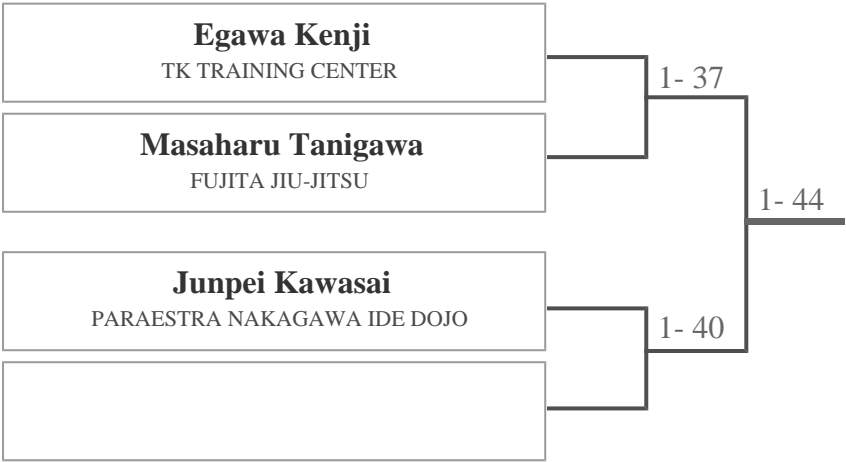 Egawa Kenji
TK TRAINING CENTER
1- 37
Masaharu Tanigawa
FUJITA JIU-JITSU
1- 44
Junpei Kawasai
PARAESTRA NAKAGAWA IDE DOJO
1- 40